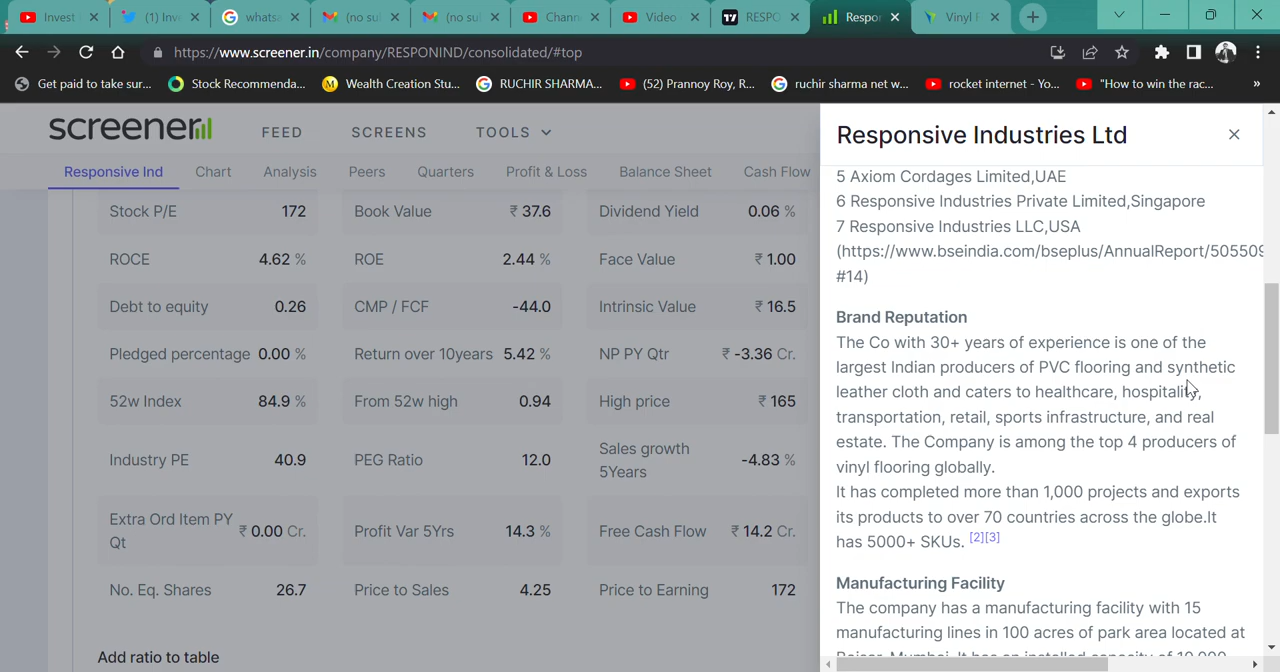 Invest
(1) Inv
whats
(no su
(no su
Chann
Video
RESPO
Respo
Vinyl F
https://www.screener.in/company/RESPONIND/consolidated/#top
Get paid to take sur...
Stock Recommenda...
Wealth Creation Stu...
RUCHIR SHARMA...
(52) Prannoy Roy, R...
ruchir sharma net w...
rocket internet - Yo...
"How to win the rac...
»
screener
FEED
SCREENS
TOOLS
Responsive Ind
Chart
Analysis
Peers
Quarters
Profit & Loss
Balance Sheet
Cash Flow
Stock P/E 172
Book Value ₹ 37.6
Dividend Yield 0.06 %
ROCE 4.62 %
ROE 2.44 %
Face Value ₹ 1.00
Debt to equity 0.26
CMP / FCF -44.0
Intrinsic Value ₹ 16.5
Pledged percentage 0.00 %
Return over 10years 5.42 %
NP PY Qtr ₹ -3.36 Cr.
52w Index 84.9 %
From 52w high 0.94
High price ₹ 165
Industry PE 40.9
PEG Ratio 12.0
Sales growth
5Years
-4.83 %
Extra Ord Item PY
Qt
₹ 0.00 Cr.
Profit Var 5Yrs 14.3 %
Free Cash Flow ₹ 14.2 Cr.
No. Eq. Shares 26.7
Price to Sales 4.25
Price to Earning 172
Add ratio to table
Responsive Industries Ltd
5 Axiom Cordages Limited,UAE
6 Responsive Industries Private Limited,Singapore
7 Responsive Industries LLC,USA
(https://www.bseindia.com/bseplus/AnnualReport/505509
#14)
Brand Reputation
The Co with 30+ years of experience is one of the
largest Indian producers of PVC flooring and synthetic
leather cloth and caters to healthcare, hospitality,
transportation, retail, sports infrastructure, and real
estate. The Company is among the top 4 producers of
vinyl flooring globally.
It has completed more than 1,000 projects and exports
its products to over 70 countries across the globe.It
has 5000+ SKUs. [2][3]
Manufacturing Facility
The company has a manufacturing facility with 15
manufacturing lines in 100 acres of park area located at
Boisar, Mumbai. It has an installed capacity of 10,000